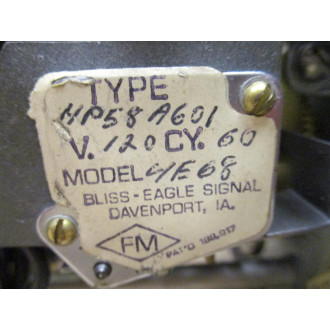 TYPE
HP58A601
V. 120 CY. 60
MODEL 4E68
BLISS-EAGLE SIGNAL
DAVENPORT, IA.
FM